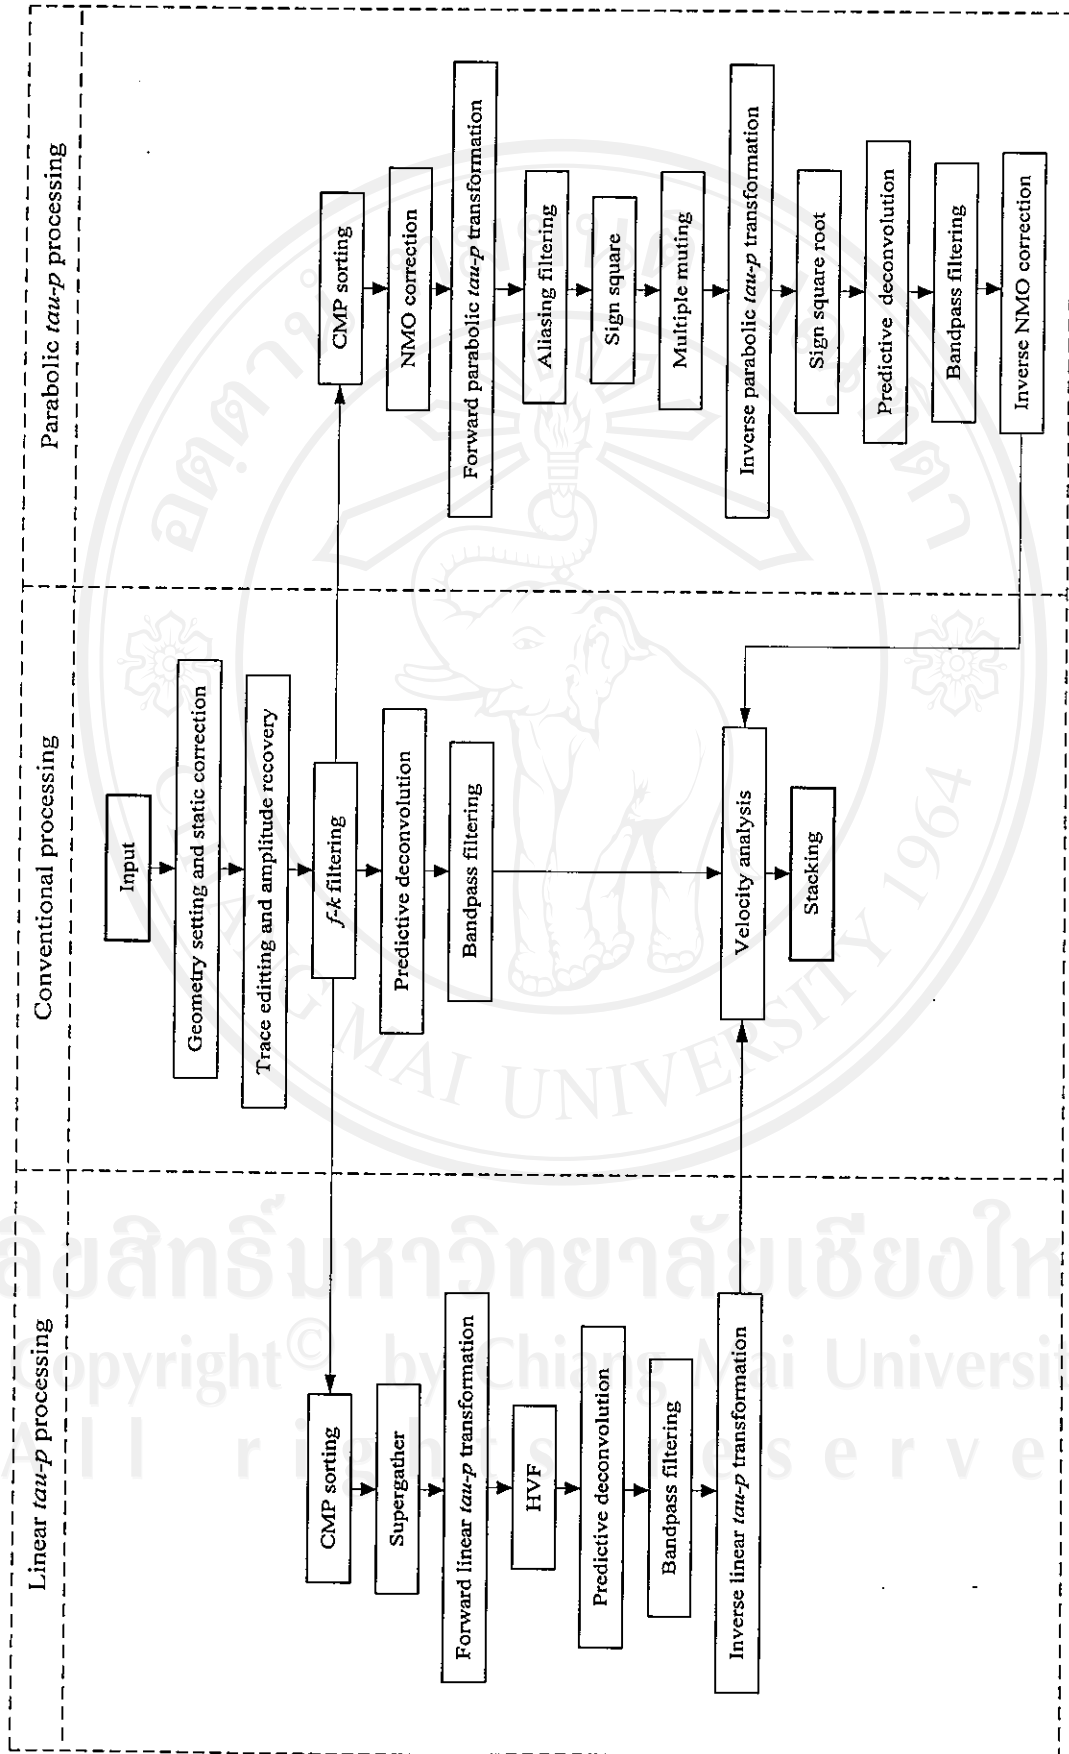 Linear tau-p processing
Conventional processing
Parabolic tau-p processing
Input
Geometry setting and static correction
Trace editting and amplitude recovery
f-k filtering
Predictive deconvolution
Bandpass filtering
Velocity analysis
Stacking
CMP sorting
Supergather
Forward linear tau-p transformation
HVF
Predictive deconvolution
Bandpass filtering
Inverse linear tau-p transformation
CMP sorting
NMO correction
Forward parabolic tau-p transformation
Aliasing filtering
Sign square
Multiple muting
Inverse parabolic tau-p transformation
Sign square root
Predictive deconvolution
Bandpass filtering
Inverse NMO correction
ANG MAI UNIVERSITY 1964
ลิขสิทธิ์มหาวิทยาลัยเชียงให
Copyright © by Chiang Mai Universit
All rights reserve